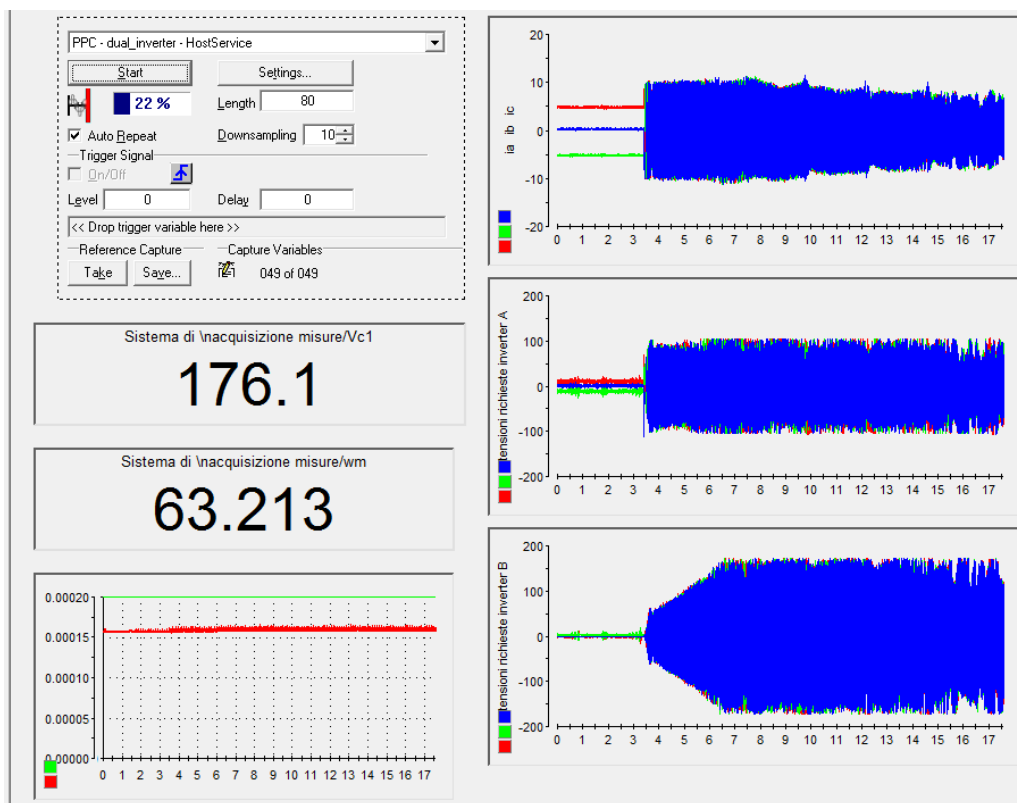 PPC - dual_inverter - HostService
Start
Settings...
22 %
Length
80
Auto Repeat
Downsampling
10
Trigger Signal
On/Off
Level
0
Delay
0
<< Drop trigger variable here >>
Reference Capture
Capture Variables
Take
Save...
049 of 049
Sistema di \nacquisizione misure/Vc1
176.1
Sistema di \nacquisizione misure/wm
63.213
0.00020
0.00015
0.00010
0.00005
0.00000
0 1 2 3 4 5 6 7 8 9 10 11 12 13 14 15 16 17
ia ib ic
20
10
0
-10
-20
0 1 2 3 4 5 6 7 8 9 10 11 12 13 14 15 16 17
tensioni richieste inverter A
200
100
0
-100
-200
0 1 2 3 4 5 6 7 8 9 10 11 12 13 14 15 16 17
tensioni richieste inverter B
200
100
0
-100
-200
0 1 2 3 4 5 6 7 8 9 10 11 12 13 14 15 16 17